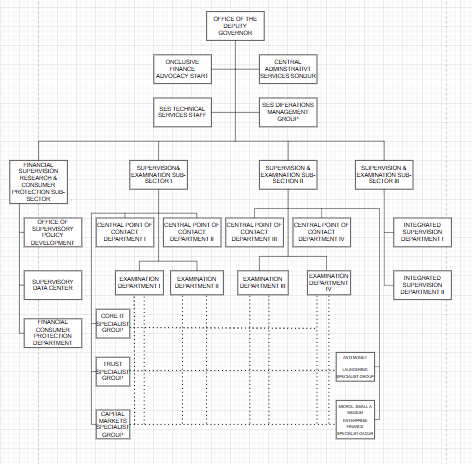 OFFICE OF THE
DEPUTY
GOVERNOR
ONCLUSIVE
FINANCE
ADVOCACY START
CENTRAL
ADMINSTRATIVT
SERVICES SONDUR
SES TECHNICAL
SERVICES STAFF
SES DIFERATIONS
MANAGEMENT
GROUP
FINANCIAL
SUPERVISION
RESEARCH &
CONSUMER
PROTECTION SUB-
SECTOR
SUPERVISION&
EXAMINATION SUB-
SECTOR I
SUPERVISION &
EXAMINATION SUB-
SECTION II
SUPERVISION &
EXAMINATION SUB-
SECTOR III
OFFICE OF
SUPERVISORY
POLICY
DEVELOPMENT
CENTRAL POINT OF
CONTACT
DEPARTMENT I
CENTRAL POINT OF
CONTACT
DEPARTMENT II
CENTRAL POINT OF
CONTACT
DEPARTMENT III
CENTRAL POINT OF
CONTACT
DEPARTMENT IV
INTEGRATED
SUPERVISION
DEPARTMENT I
SUPERVISORY
DATA CENTER
EXAMINATION
DEPARTMENT I
EXAMINATION
DEPARTMENT II
EXAMINATION
DEPARTMENT III
EXAMINATION
DEPARTMENT
IV
INTEGRATED
SUPERVISION
DEPARTMENT II
FINANCIAL
CONSUMER
PROTECTION
DEPARTMENT
CORE IT
SPECIALIST
GROUP
TRUST
SPECIALIST
GROUP
ANTI MONEY
LAUNDERING
SPECIALIST GROUP
CAPITAL
MARKETS
SPECIALIST
GROUP
MEDIUM
ENTERPRISE
FINANCE
SPECIALIST